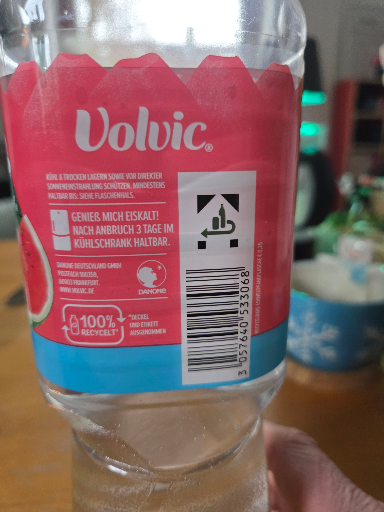 Volvic®
KÜHL & TROCKEN LAGERN SOWIE VOR DIREKTER
SONNENEINSTRAHLUNG SCHÜTZEN. MINDESTENS
HALTBAR BIS: SIEHE FLASCHENHALS.
GENIEß MICH EISKALT!
NACH ANBRUCH 3 TAGE IM
KÜHLSCHRANK HALTBAR.
DANONE DEUTSCHLAND GMBH
POSTFACH
FRANKFURT.
WWW.VOLVIC.DE
DANONE
100%
RECYCELT*
*DECKEL
UND ETIKETT
AUSGENOMMEN
3 057640 533068